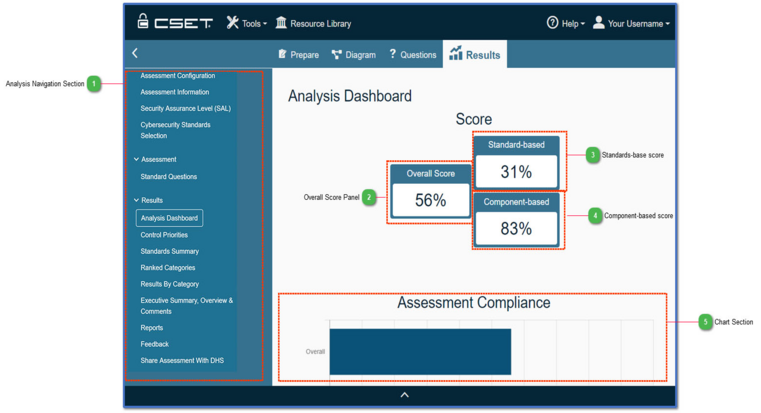 CSET
Tools
Resource Library
Help
Your Username
Prepare
Diagram
? Questions
Results
Assessment Configuration
Assessment Information
Security Assurance Level (SAL)
Cybersecurity Standards
Selection
Assessment
Standard Questions
Results
Analysis Dashboard
Control Priorities
Standards Summary
Ranked Categories
Results By Category
Executive Summary, Overview &
Comments
Reports
Feedback
Share Assessment With DHS
Analysis Navigation Section 1
Analysis Dashboard
Score
Standard-based
31%
3 Standards-base score
Overall Score
56%
Overall Score Panel 2
Component-based
83%
4 Component-based score
Assessment Compliance
Overall
5 Chart Section